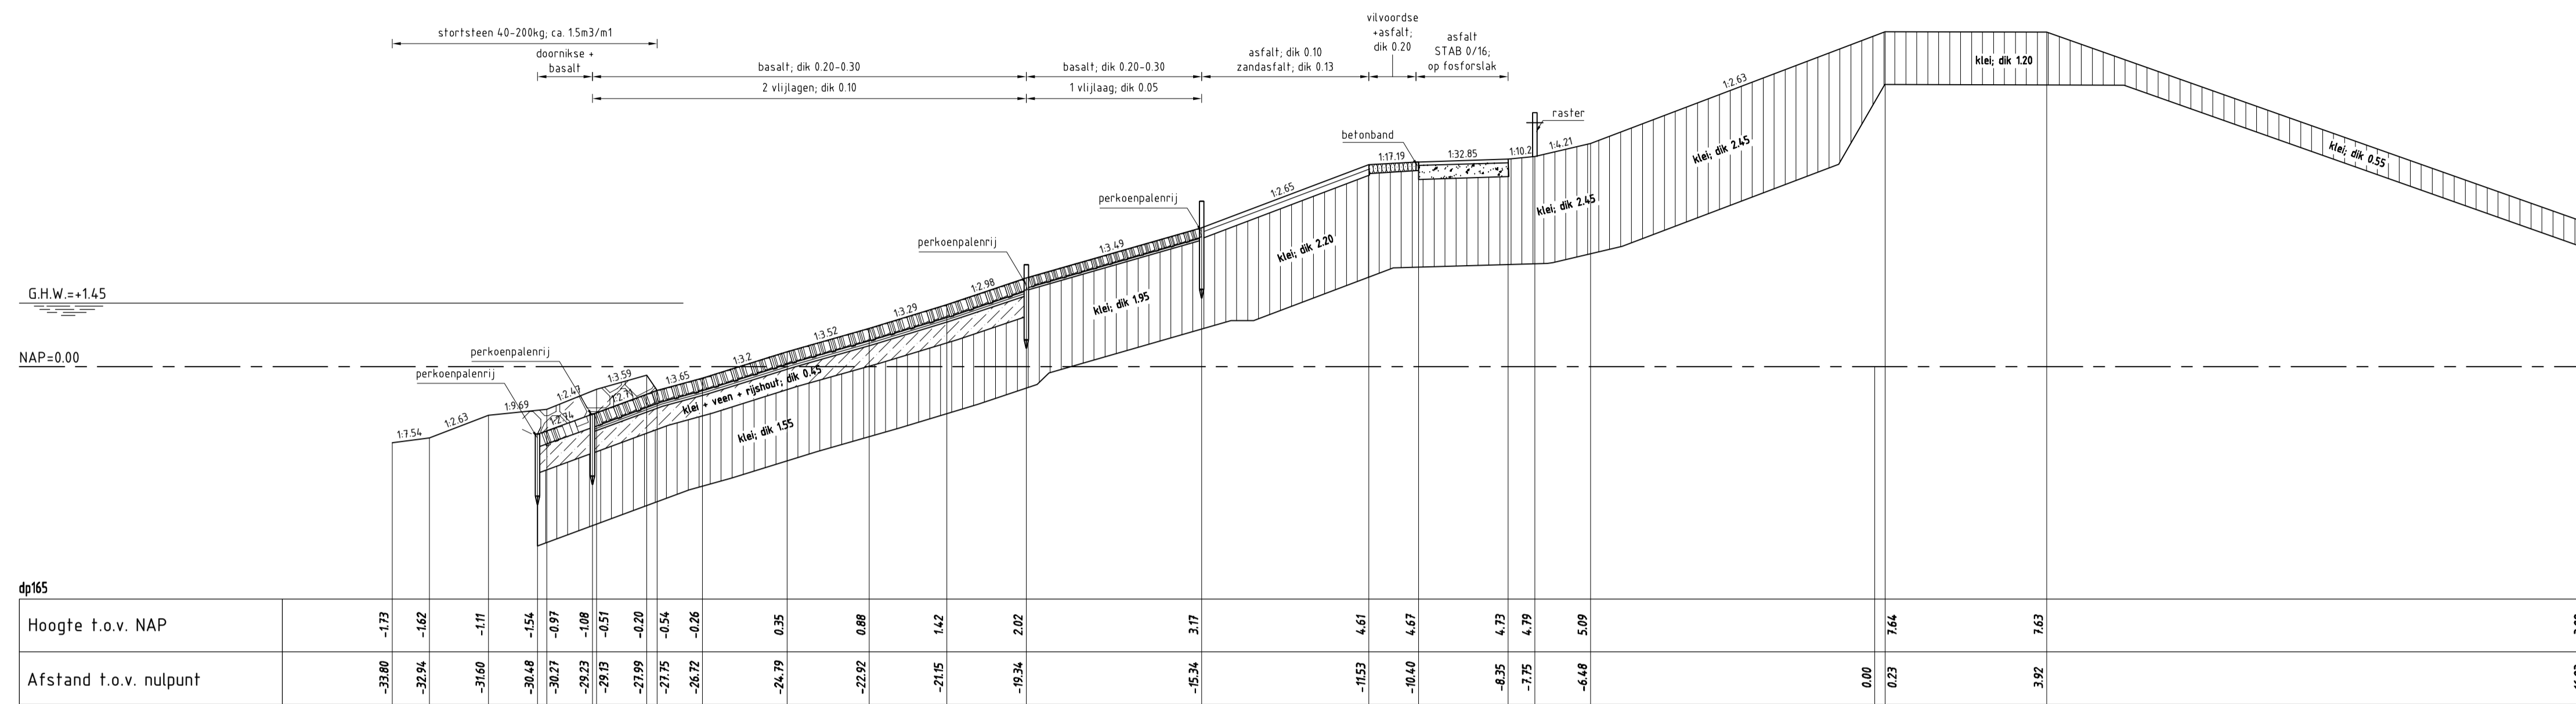 stortsteen 40-200kg; ca. 1.5m3/m1
doornikse +
basalt
basalt; dik 0.20-0.30
2 vlijlagen; dik 0.10
basalt; dik 0.20-0.30
1 vlijlaag; dik 0.05
asfalt; dik 0.10
zandasfalt; dik 0.13
vilvoordse
+asfalt;
dik 0.20
asfalt
STAB 0/16;
op fosforslak
raster
betonband
perkoenpalenrij
perkoenpalenrij
perkoenpalenrij
perkoenpalenrij
G.H.W.=+1.45
NAP=0.00
1:7.54
1:2.63
1:9.69
1:2.47
1:2.74
1:3.59
1:3.65
1:3.2
1:3.52
1:3.29
1:2.98
1:3.49
1:2.65
1:17.19
1:32.85
1:10.2
1:4.21
1:2.63
klei + veen + rijshout; dik 0.45
klei; dik 1.55
klei; dik 1.95
klei; dik 2.20
klei; dik 2.45
klei; dik 2.45
klei; dik 1.20
klei; dik 0.55
dp165
Hoogte t.o.v. NAP -1.73 -1.62 -1.11 -1.54 -0.97 -1.08 -0.51 -0.20 -0.54 -0.26 0.35 0.88 1.42 2.02 3.17 4.61 4.67 4.73 4.79 5.09 7.64 7.63
Afstand t.o.v. nulpunt -33.80 -32.94 -31.60 -30.48 -30.27 -29.23 -29.13 -27.99 -27.75 -26.72 -24.79 -22.92 -21.15 -19.34 -15.34 -11.53 -10.40 -8.35 -7.75 -6.48 0.00 0.23 3.92